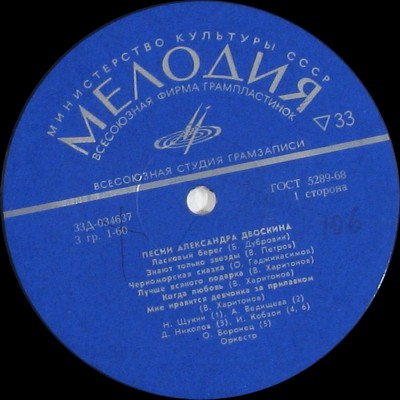 МИНИСТЕРСТВО КУЛЬТУРЫ СССР
МЕЛОДИЯ
ВСЕСОЮЗНАЯ ФИРМА ГРАМПЛАСТИНОК
33
ВСЕСОЮЗНАЯ СТУДИЯ ГРАМЗАПИСИ
33Д-034637
3 гр. 1-60
ГОСТ 5289-68
1 сторона
106
ПЕСНИ АЛЕКСАНДРА ДВОСКИНА
Ласковый берег (Б. Дубровин)
Знают только звезды (В. Петров)
Черноморская сказка (О. Гаджикасимов)
Лучше всякого подарка (В. Харитонов)
Когда любовь (В. Харитонов)
Мне нравится девчонка за прилавком
(В. Харитонов)
Н. Щукин (1), А. Ведищева (2)
Д. Николов (3), И. Кобзон (4, 6)
О. Воронец (5)
Оркестр